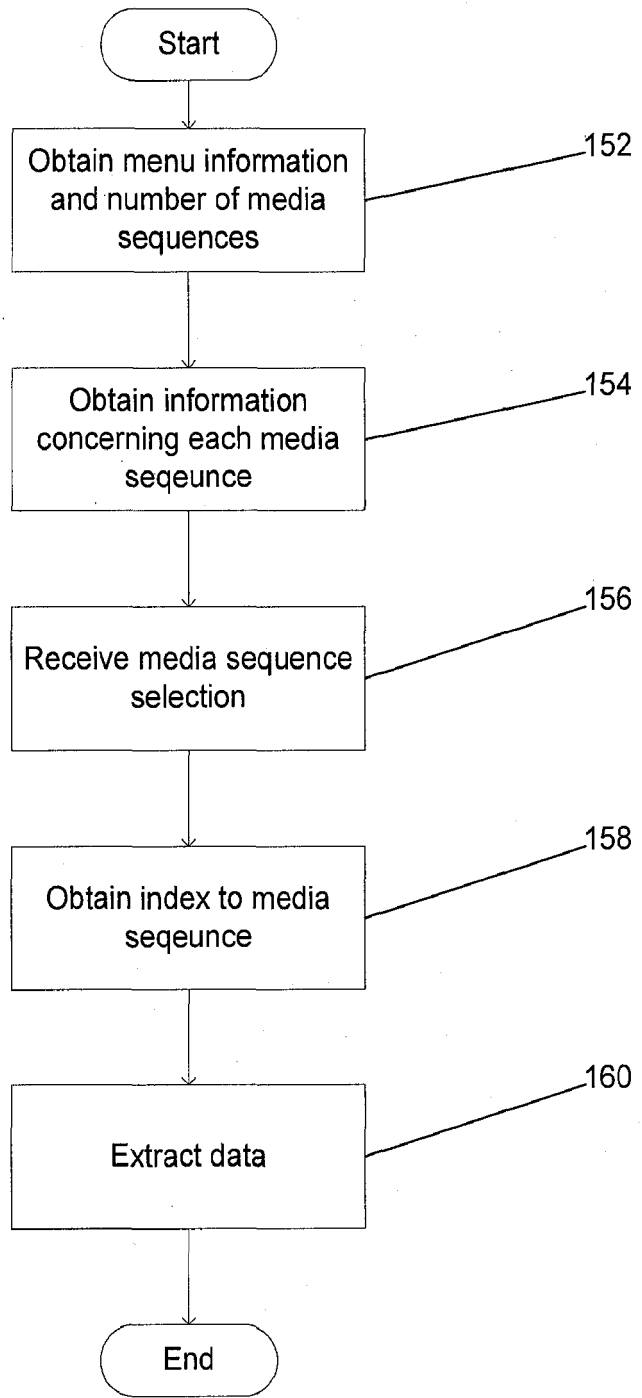 Start
Obtain menu information
and number of media
sequences
152
Obtain information
concerning each media
seqeunce
154
Receive media sequence
selection
156
Obtain index to media
seqeunce
158
Extract data
160
End